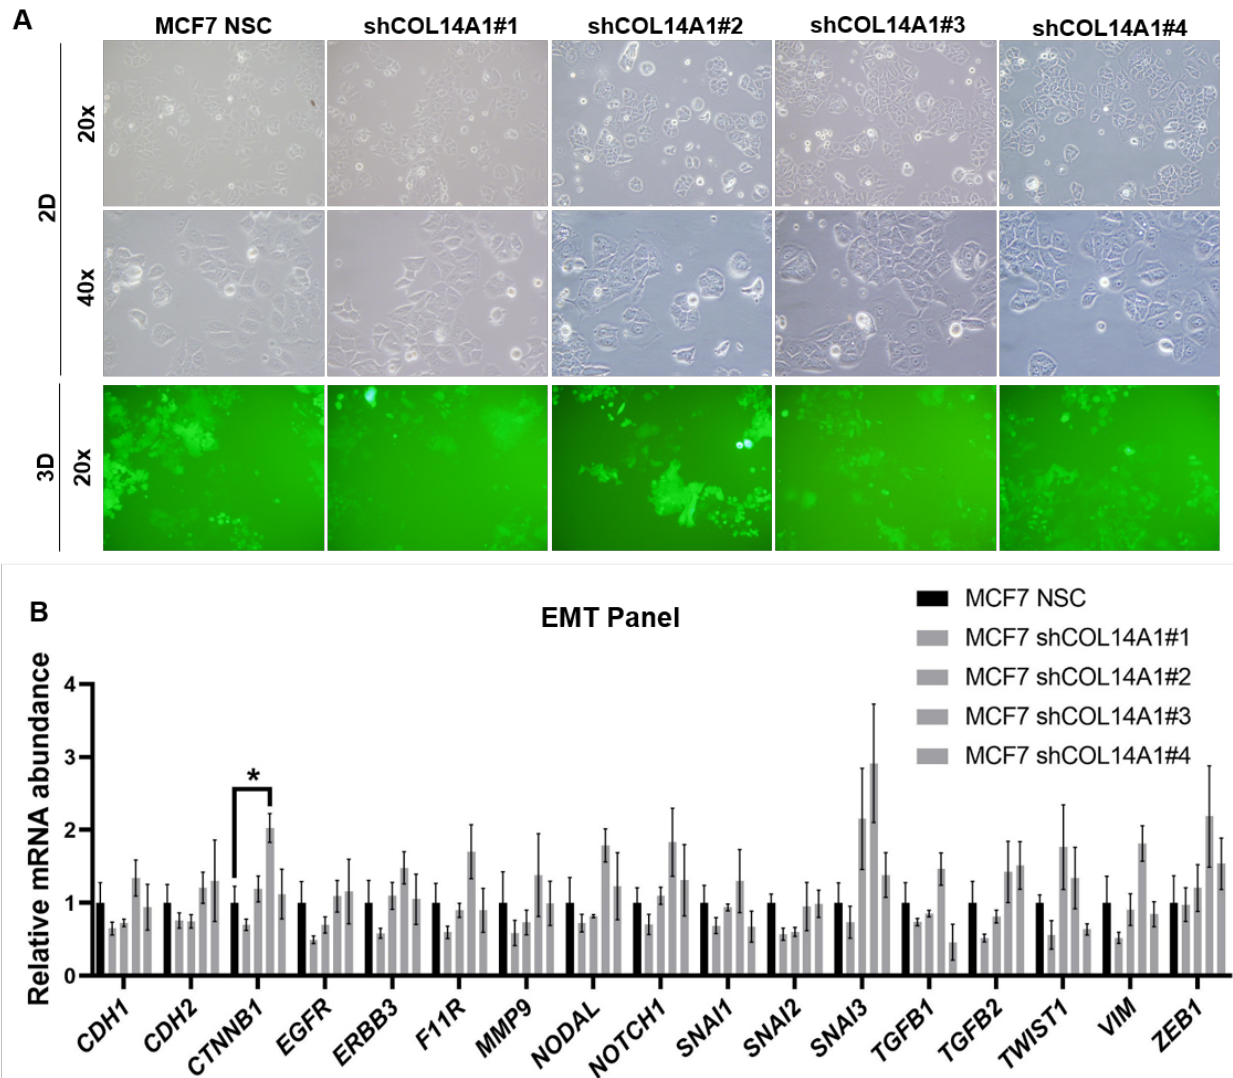 A
MCF7 NSC shCOL14A1#1 shCOL14A1#2 shCOL14A1#3 shCOL14A1#4
2D
20x
40x
3D
20x
B
EMT Panel
MCF7 NSC
MCF7 shCOL14A1#1
MCF7 shCOL14A1#2
MCF7 shCOL14A1#3
MCF7 shCOL14A1#4
Relative mRNA abundance
4
3
2
1
0
*
CDH1 CDH2 CTNNB1 EGFR ERBB3 F11R MMP9 NODAL NOTCH1 SNAI1 SNAI2 SNAI3 TGFB1 TGFB2 TWIST1 VIM ZEB1